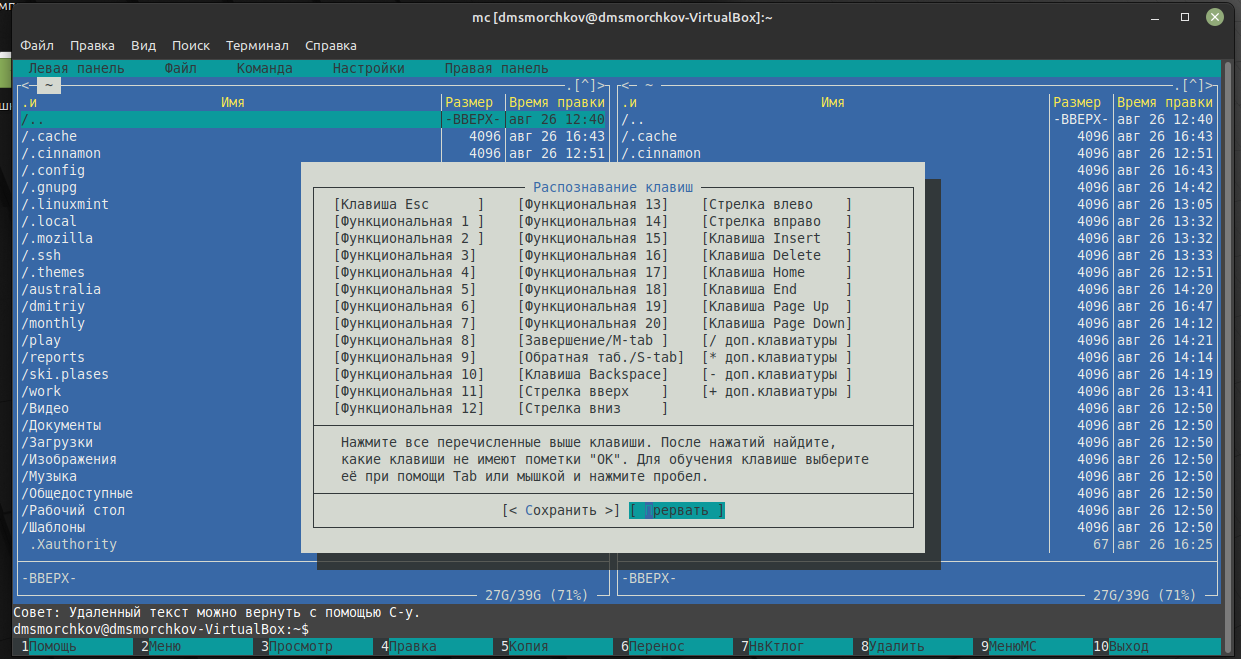 mc [dmsmorchkov@dmsmorchkov-VirtualBox]:~
Файл Правка Вид Поиск Терминал Справка
Левая панель Файл Команда Настройки Правая панель
<─ ~ .[^]> <─ ~ .[^]>
.и Имя Размер Время правки .и Имя Размер Время правки
/.. -ВВЕРХ- авг 26 12:40 /.. -ВВЕРХ- авг 26 12:40
/.cache 4096 авг 26 16:43 /.cache 4096 авг 26 16:43
/.cinnamon 4096 авг 26 12:51 /.cinnamon 4096 авг 26 12:51
/.config 4096 авг 26 16:43
/.gnupg Распознавание клавиш 4096 авг 26 14:42
/.linuxmint [Клавиша Esc ] [Функциональная 13] [Стрелка влево ] 4096 авг 26 13:05
/.local [Функциональная 1 ] [Функциональная 14] [Стрелка вправо ] 4096 авг 26 13:32
/.mozilla [Функциональная 2 ] [Функциональная 15] [Клавиша Insert ] 4096 авг 26 13:32
/.ssh [Функциональная 3] [Функциональная 16] [Клавиша Delete ] 4096 авг 26 13:33
/.themes [Функциональная 4] [Функциональная 17] [Клавиша Home ] 4096 авг 26 12:51
/australia [Функциональная 5] [Функциональная 18] [Клавиша End ] 4096 авг 26 14:20
/dmitriy [Функциональная 6] [Функциональная 19] [Клавиша Page Up ] 4096 авг 26 16:47
/monthly [Функциональная 7] [Функциональная 20] [Клавиша Page Down] 4096 авг 26 14:12
/play [Функциональная 8] [Завершение/M-tab ] [/ доп.клавиатуры ] 4096 авг 26 14:21
/reports [Функциональная 9] [Обратная таб./S-tab] [* доп.клавиатуры ] 4096 авг 26 14:14
/ski.plases [Функциональная 10] [Клавиша Backspace] [- доп.клавиатуры ] 4096 авг 26 14:19
/work [Функциональная 11] [Стрелка вверх ] [+ доп.клавиатуры ] 4096 авг 26 13:41
/Видео [Функциональная 12] [Стрелка вниз ] 4096 авг 26 12:50
/Документы 4096 авг 26 12:50
/Загрузки Нажмите все перечисленные выше клавиши. После нажатий найдите, 4096 авг 26 12:50
/Изображения какие клавиши не имеют пометки "OK". Для обучения клавише выберите 4096 авг 26 12:50
/Музыка её при помощи Tab или мышкой и нажмите пробел. 4096 авг 26 12:50
/Общедоступные 4096 авг 26 12:50
/Рабочий стол [< Сохранить >] [ Прервать ] 4096 авг 26 12:50
/Шаблоны 4096 авг 26 12:50
.Xauthority 67 авг 26 16:25
-ВВЕРХ- -ВВЕРХ-
27G/39G (71%) 27G/39G (71%)
Совет: Удаленный текст можно вернуть с помощью C-y.
dmsmorchkov@dmsmorchkov-VirtualBox:~$
1Помощь 2Меню 3Просмотр 4Правка 5Копия 6Перенос 7НвКтлог 8Удалить 9МенюMC 10Выход